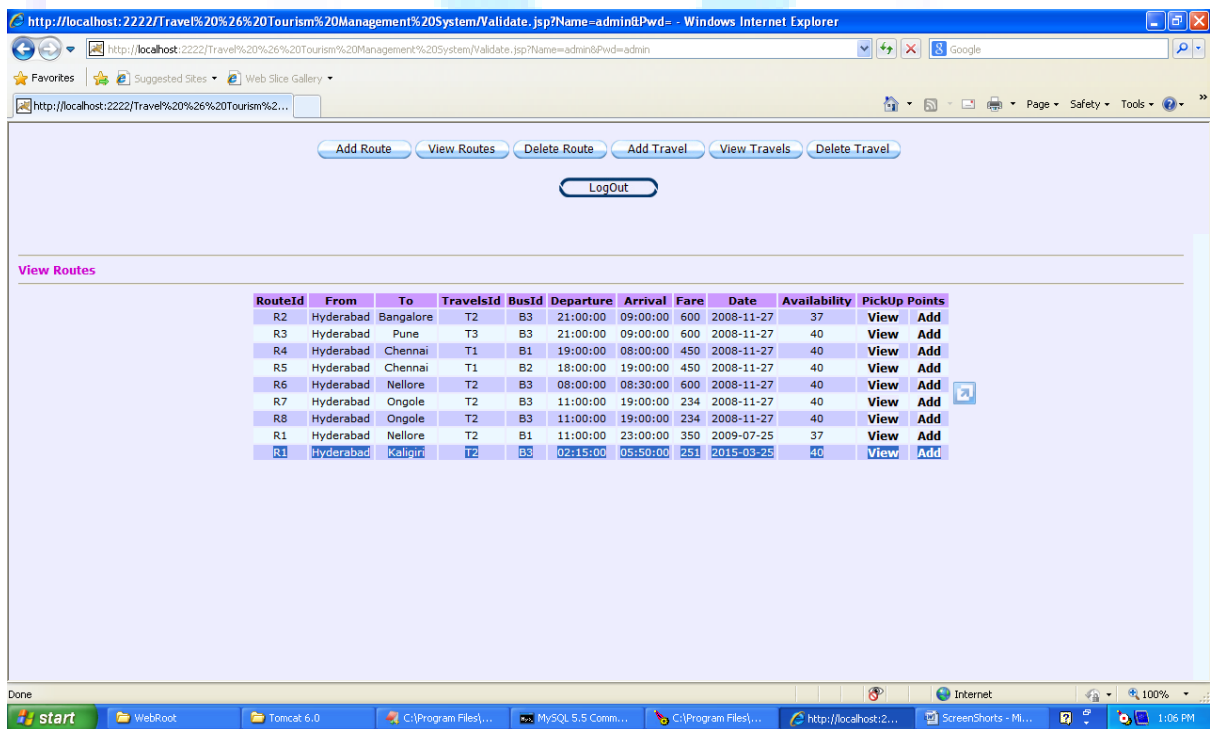 http://localhost:2222/Travel%20%26%20Tourism%20Management%20System/Validate.jsp?Name=admin&Pwd= - Windows Internet Explorer
http://localhost:2222/Travel%20%26%20Tourism%20Management%20System/Validate.jsp?Name=admin&Pwd=admin Google
Favorites Suggested Sites Web Slice Gallery
http://localhost:2222/Travel%20%26%20Tourism%2... Page Safety Tools »
Add Route View Routes Delete Route Add Travel View Travels Delete Travel
LogOut
View Routes
RouteId From To TravelsId BusId Departure Arrival Fare Date Availability PickUp Points
R2 Hyderabad Bangalore T2 B3 21:00:00 09:00:00 600 2008-11-27 37 View Add
R3 Hyderabad Pune T3 B3 21:00:00 09:00:00 600 2008-11-27 40 View Add
R4 Hyderabad Chennai T1 B1 19:00:00 08:00:00 450 2008-11-27 40 View Add
R5 Hyderabad Chennai T1 B2 18:00:00 19:00:00 450 2008-11-27 40 View Add
R6 Hyderabad Nellore T2 B3 08:00:00 08:30:00 600 2008-11-27 40 View Add
R7 Hyderabad Ongole T2 B3 11:00:00 19:00:00 234 2008-11-27 40 View Add
R8 Hyderabad Ongole T2 B3 11:00:00 19:00:00 234 2008-11-27 40 View Add
R1 Hyderabad Nellore T2 B1 11:00:00 23:00:00 350 2009-07-25 37 View Add
R1 Hyderabad Kaligiri T2 B3 02:15:00 05:50:00 251 2015-03-25 40 View Add
Done Internet 100%
start WebRoot Tomcat 6.0 C:\Program Files\... MySQL 5.5 Comm... C:\Program Files\... http://localhost:2... ScreenShorts - Mi... 1:06 PM